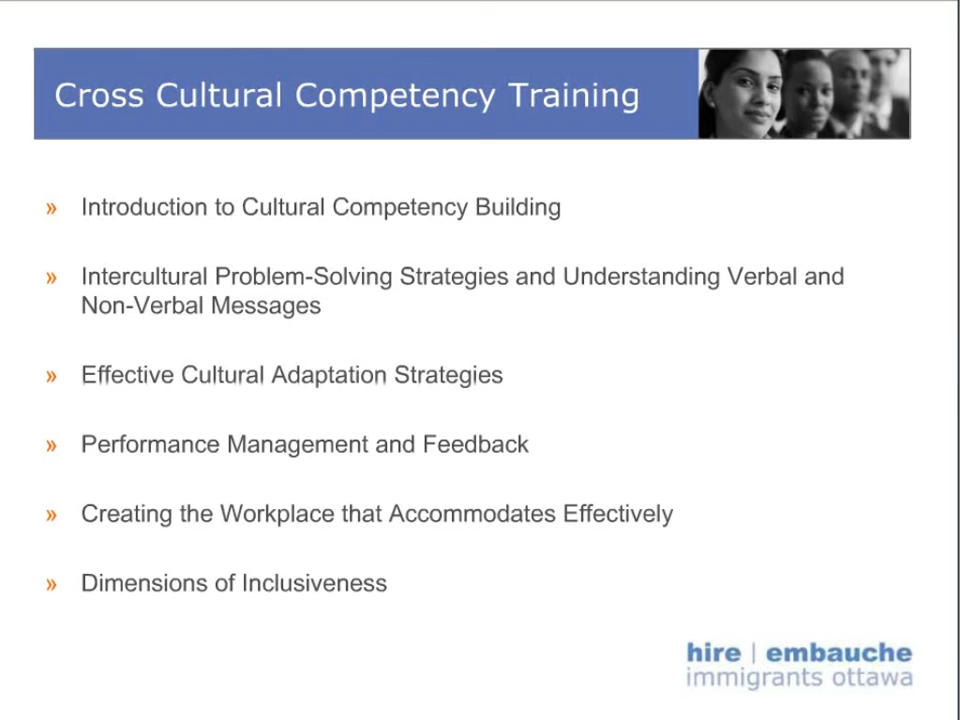 Cross Cultural Competency Training
» Introduction to Cultural Competency Building
» Intercultural Problem-Solving Strategies and Understanding Verbal and
Non-Verbal Messages
» Effective Cultural Adaptation Strategies
» Performance Management and Feedback
» Creating the Workplace that Accommodates Effectively
» Dimensions of Inclusiveness
hire | embauche
immigrants ottawa